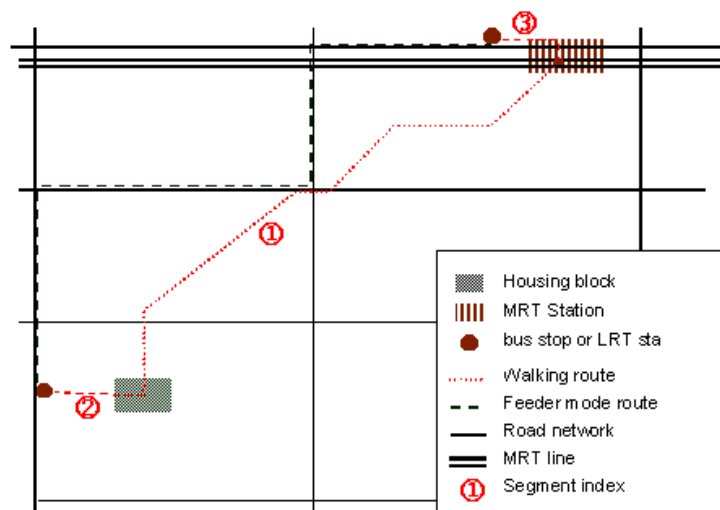 ③
①
②
Housing block
MRT Station
bus stop or LRT sta
Walking route
Feeder mode route
Road network
MRT line
① Segment index